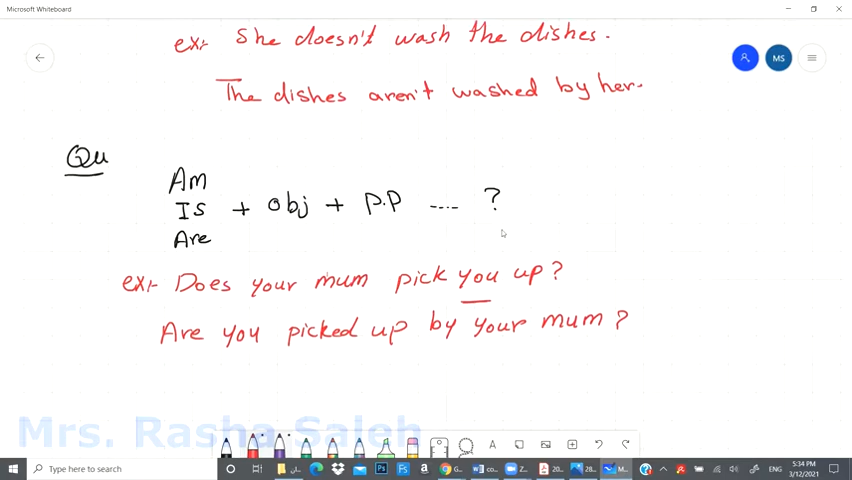 Microsoft Whiteboard
ex:- She doesn't wash the dishes.
MS
The dishes aren't washed by her.
Qu
Am
Is + obj + P.P .... ?
Are
ex:- Does your mum pick you up?
Are you picked up by your mum?
Mrs. Rasha Saleh
Type here to search
5:34 PM
3/12/2021